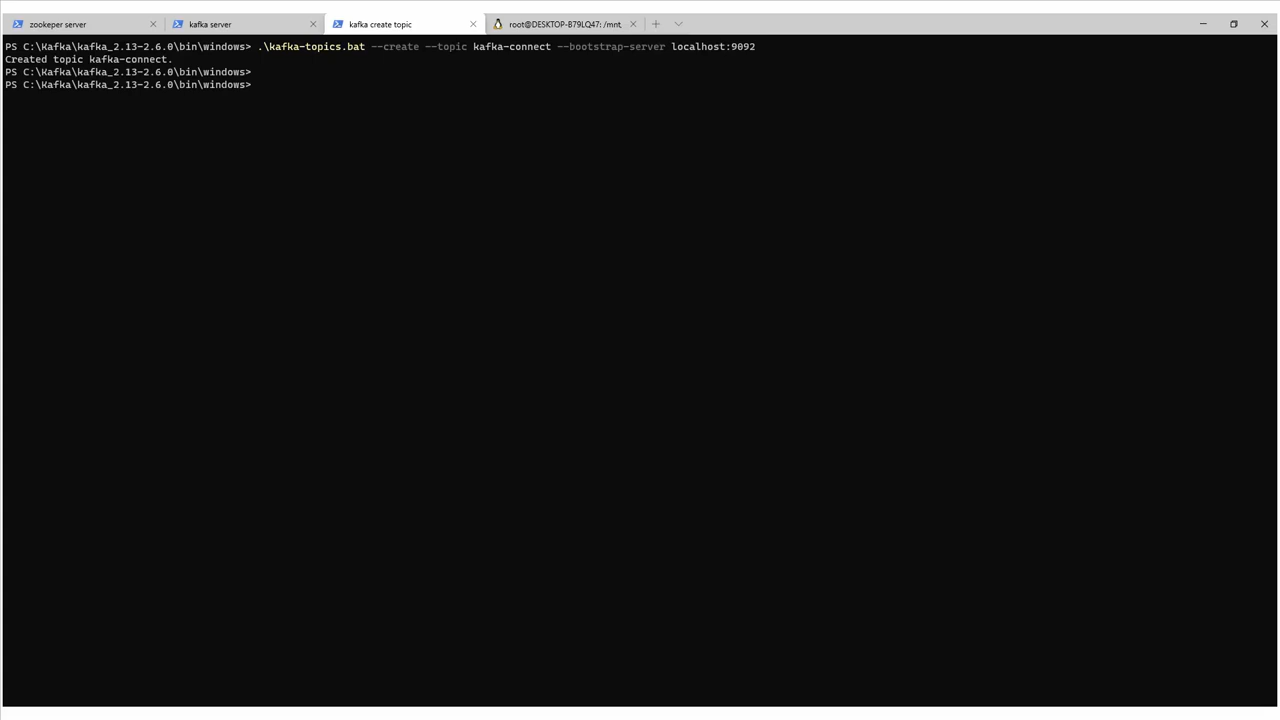 zookeper server
kafka server
kafka create topic
root@DESKTOP-B79LQ47: /mnt,
PS C:\Kafka\kafka_2.13-2.6.0\bin\windows> .\kafka-topics.bat --create --topic kafka-connect --bootstrap-server localhost:9092
Created topic kafka-connect.
PS C:\Kafka\kafka_2.13-2.6.0\bin\windows>
PS C:\Kafka\kafka_2.13-2.6.0\bin\windows>